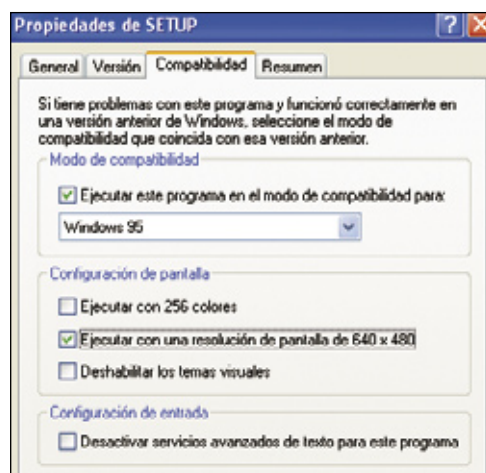 Propiedades de SETUP
General Versión Compatibilidad Resumen
Si tiene problemas con este programa y funcionó correctamente en
una versión anterior de Windows, seleccione el modo de
compatibilidad que coincida con esa versión anterior.
Modo de compatibilidad
Ejecutar este programa en el modo de compatibilidad para:
Windows 95
Configuración de pantalla
Ejecutar con 256 colores
Ejecutar con una resolución de pantalla de 640 x 480
Deshabilitar los temas visuales
Configuración de entrada
Desactivar servicios avanzados de texto para este programa